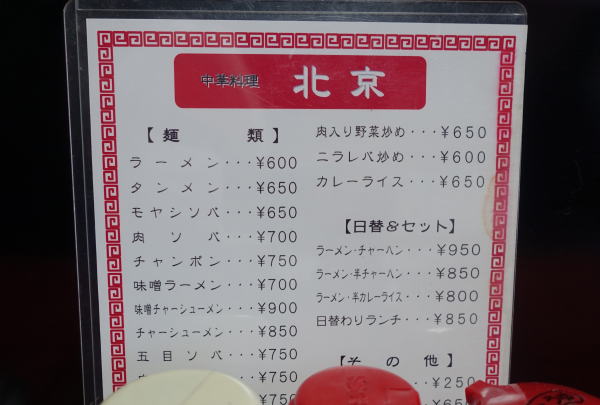 中華料理 北京
【麺 類】
ラーメン・・・¥600
タンメン・・・¥650
モヤシソバ・・・¥650
肉ソバ・・・¥700
チャンポン・・・¥750
味噌ラーメン・・・¥700
味噌チャーシューメン・・・¥900
チャーシューメン・・・¥850
五目ソバ・・・¥750
¥750
肉入り野菜炒め・・・¥650
ニラレバ炒め・・・¥600
カレーライス・・・¥650
【日替&セット】
ラーメン・チャーハン・・・¥950
ラーメン・半チャーハン・・・¥850
ラーメン・半カレーライス・・・¥800
日替わりランチ・・・¥850
【その他】
¥250